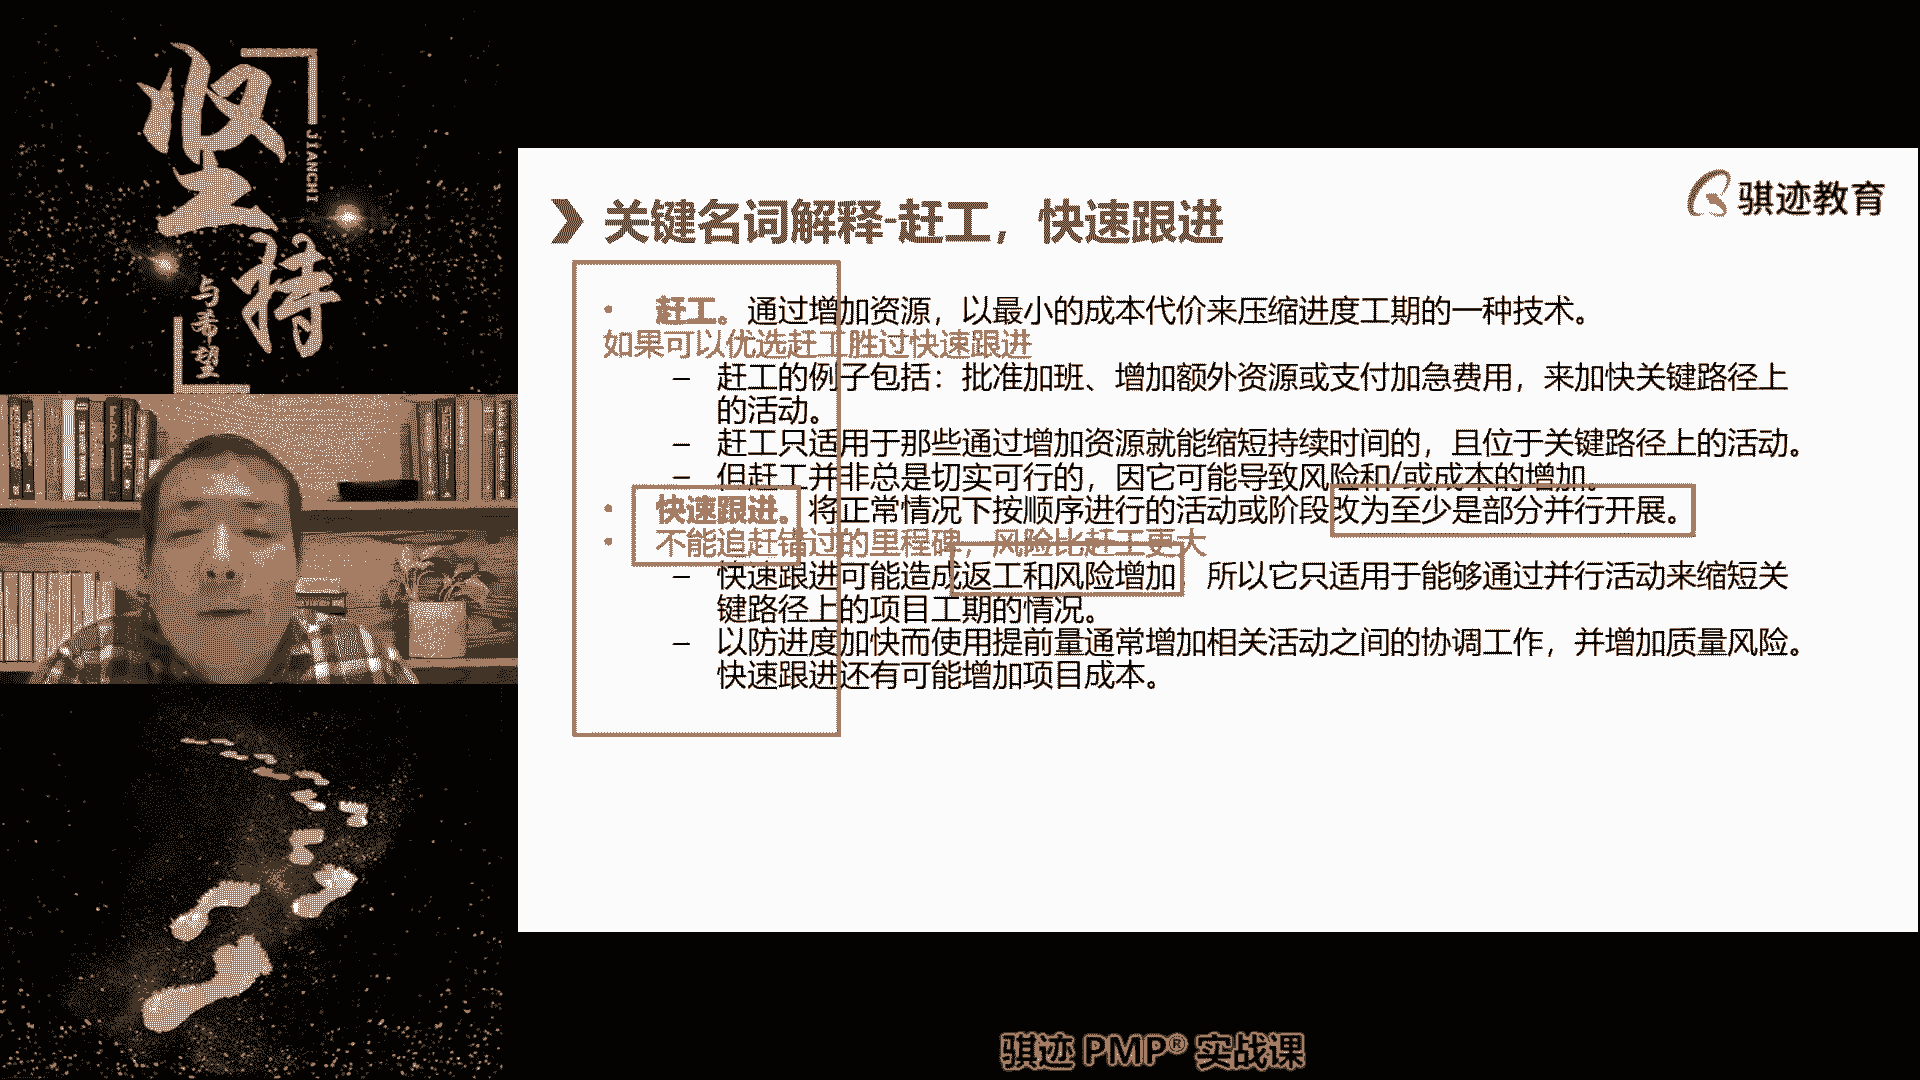 坚
JIANCHI
持
与希望
骐迹教育
关键名词解释-赶工，快速跟进
• 赶工。通过增加资源，以最小的成本代价来压缩进度工期的一种技术。
如果可以优选赶工胜过快速跟进
– 赶工的例子包括：批准加班、增加额外资源或支付加急费用，来加快关键路径上
的活动。
– 赶工只适用于那些通过增加资源就能缩短持续时间的，且位于关键路径上的活动。
– 但赶工并非总是切实可行的，因它可能导致风险和/或成本的增加。
• 快速跟进。将正常情况下按顺序进行的活动或阶段改为至少是部分并行开展。
• 不能追赶错过的里程碑，风险比赶工更大
– 快速跟进可能造成返工和风险增加，所以它只适用于能够通过并行活动来缩短关
键路径上的项目工期的情况。
– 以防进度加快而使用提前量通常增加相关活动之间的协调工作，并增加质量风险。
快速跟进还有可能增加项目成本。
骐迹 PMP® 实战课